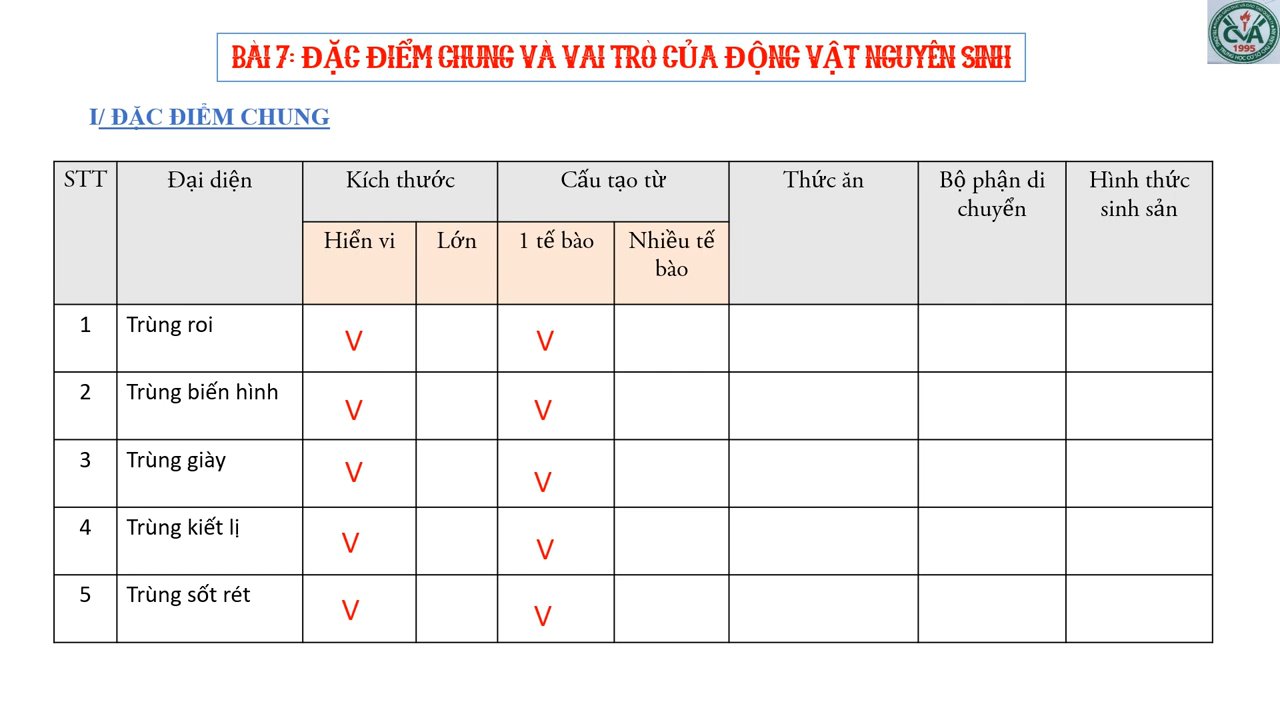 BÀI 7: ĐẶC ĐIỂM CHUNG VÀ VAI TRÒ CỦA ĐỘNG VẬT NGUYÊN SINH
CVA
1995
I/ ĐẶC ĐIỂM CHUNG
STT Đại diện Kích thước Cấu tạo từ Thức ăn Bộ phận di chuyển Hình thức sinh sản
Hiển vi Lớn 1 tế bào Nhiều tế bào
1 Trùng roi V V
2 Trùng biến hình V V
3 Trùng giày V V
4 Trùng kiết lị V V
5 Trùng sốt rét V V